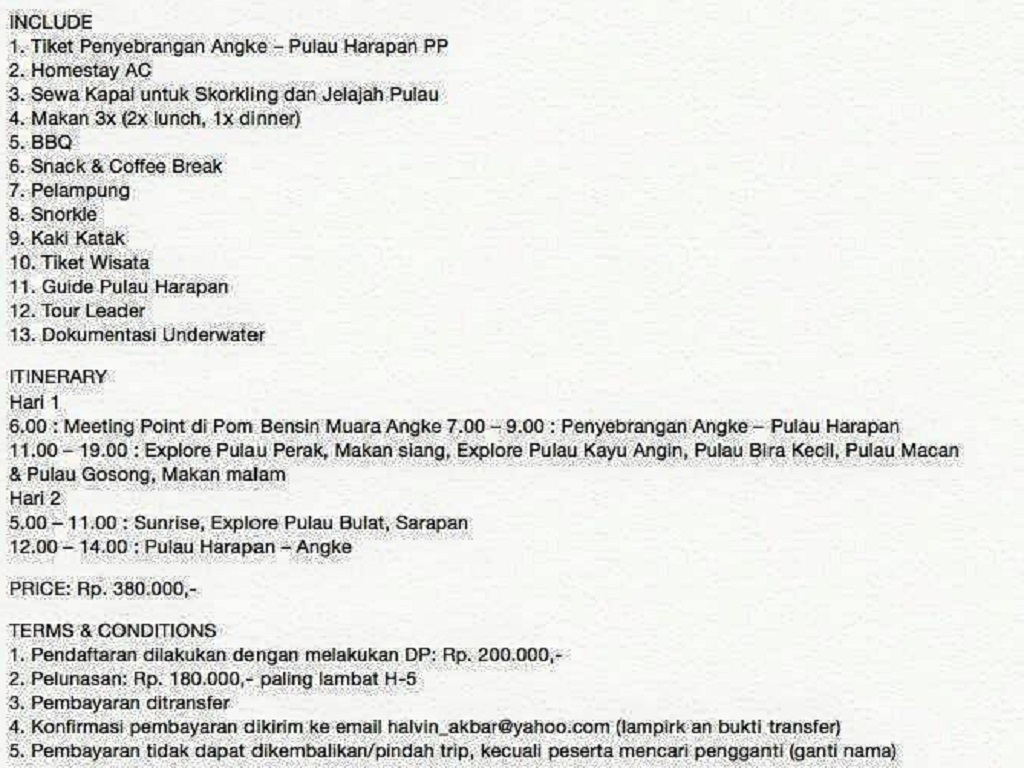 INCLUDE
1. Tiket Penyebrangan Angke – Pulau Harapan PP
2. Homestay AC
3. Sewa Kapal untuk Skorkling dan Jelajah Pulau
4. Makan 3x (2x lunch, 1x dinner)
5. BBQ
6. Snack & Coffee Break
7. Pelampung
8. Snorkle
9. Kaki Katak
10. Tiket Wisata
11. Guide Pulau Harapan
12. Tour Leader
13. Dokumentasi Underwater
ITINERARY
Hari 1
6.00 : Meeting Point di Pom Bensin Muara Angke 7.00 – 9.00 : Penyebrangan Angke – Pulau Harapan
11.00 – 19.00 : Explore Pulau Perak, Makan siang, Explore Pulau Kayu Angin, Pulau Bira Kecil, Pulau Macan
& Pulau Gosong, Makan malam
Hari 2
5.00 – 11.00 : Sunrise, Explore Pulau Bulat, Sarapan
12.00 – 14.00 : Pulau Harapan – Angke
PRICE: Rp. 380.000,-
TERMS & CONDITIONS
1. Pendaftaran dilakukan dengan melakukan DP: Rp. 200.000,-
2. Pelunasan: Rp. 180.000,- paling lambat H-5
3. Pembayaran ditransfer
4. Konfirmasi pembayaran dikirim ke email halvin_akbar@yahoo.com (lampirk an bukti transfer)
5. Pembayaran tidak dapat dikembalikan/pindah trip, kecuali peserta mencari pengganti (ganti nama)